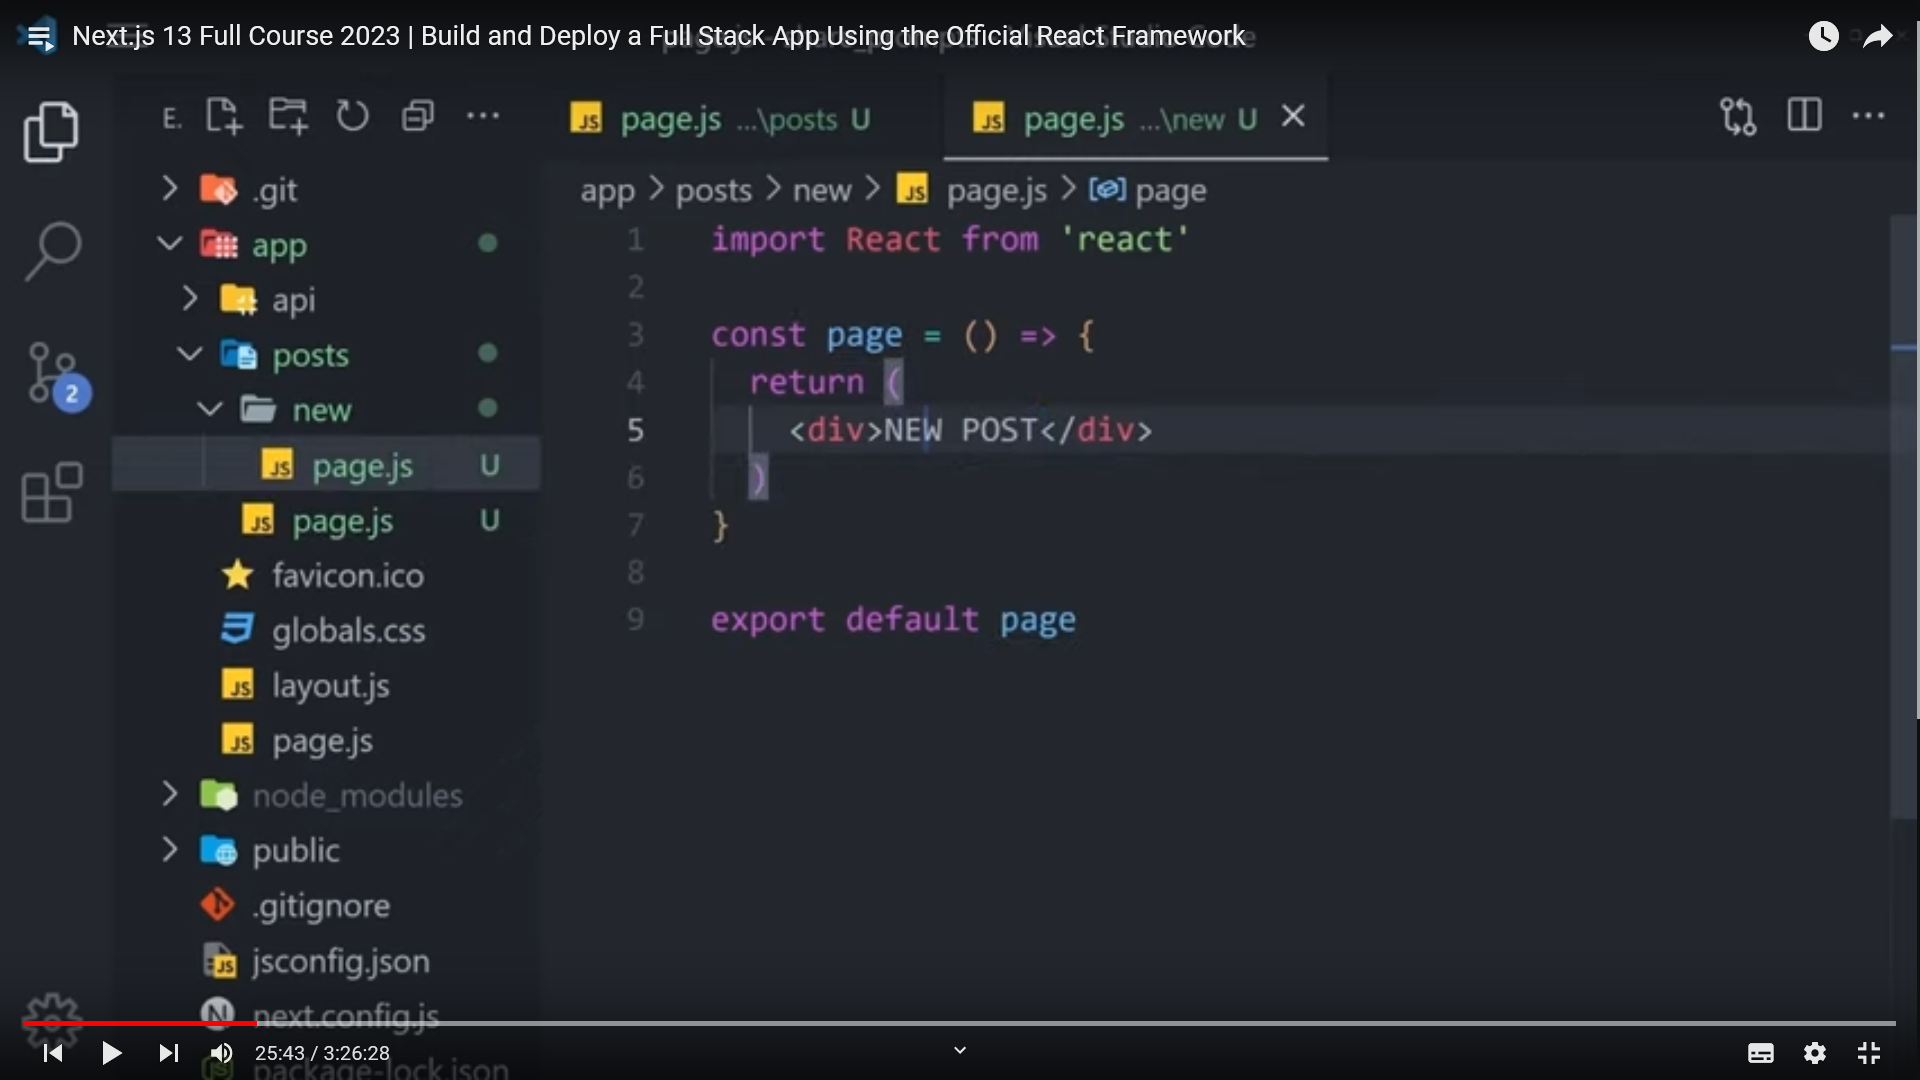 Next.js 13 Full Course 2023 | Build and Deploy a Full Stack App Using the Official React Framework
E.
page.js ...\posts U
page.js ...\new U
.git
app
api
posts
new
page.js U
page.js U
favicon.ico
globals.css
layout.js
page.js
node_modules
public
.gitignore
jsconfig.json
next.config.js
package-lock.json
2
app > posts > new > JS page.js > page
1 import React from 'react'
2
3 const page = () => {
4 return (
5 <div>NEW POST</div>
6 )
7 }
8
9 export default page
25:43 / 3:26:28